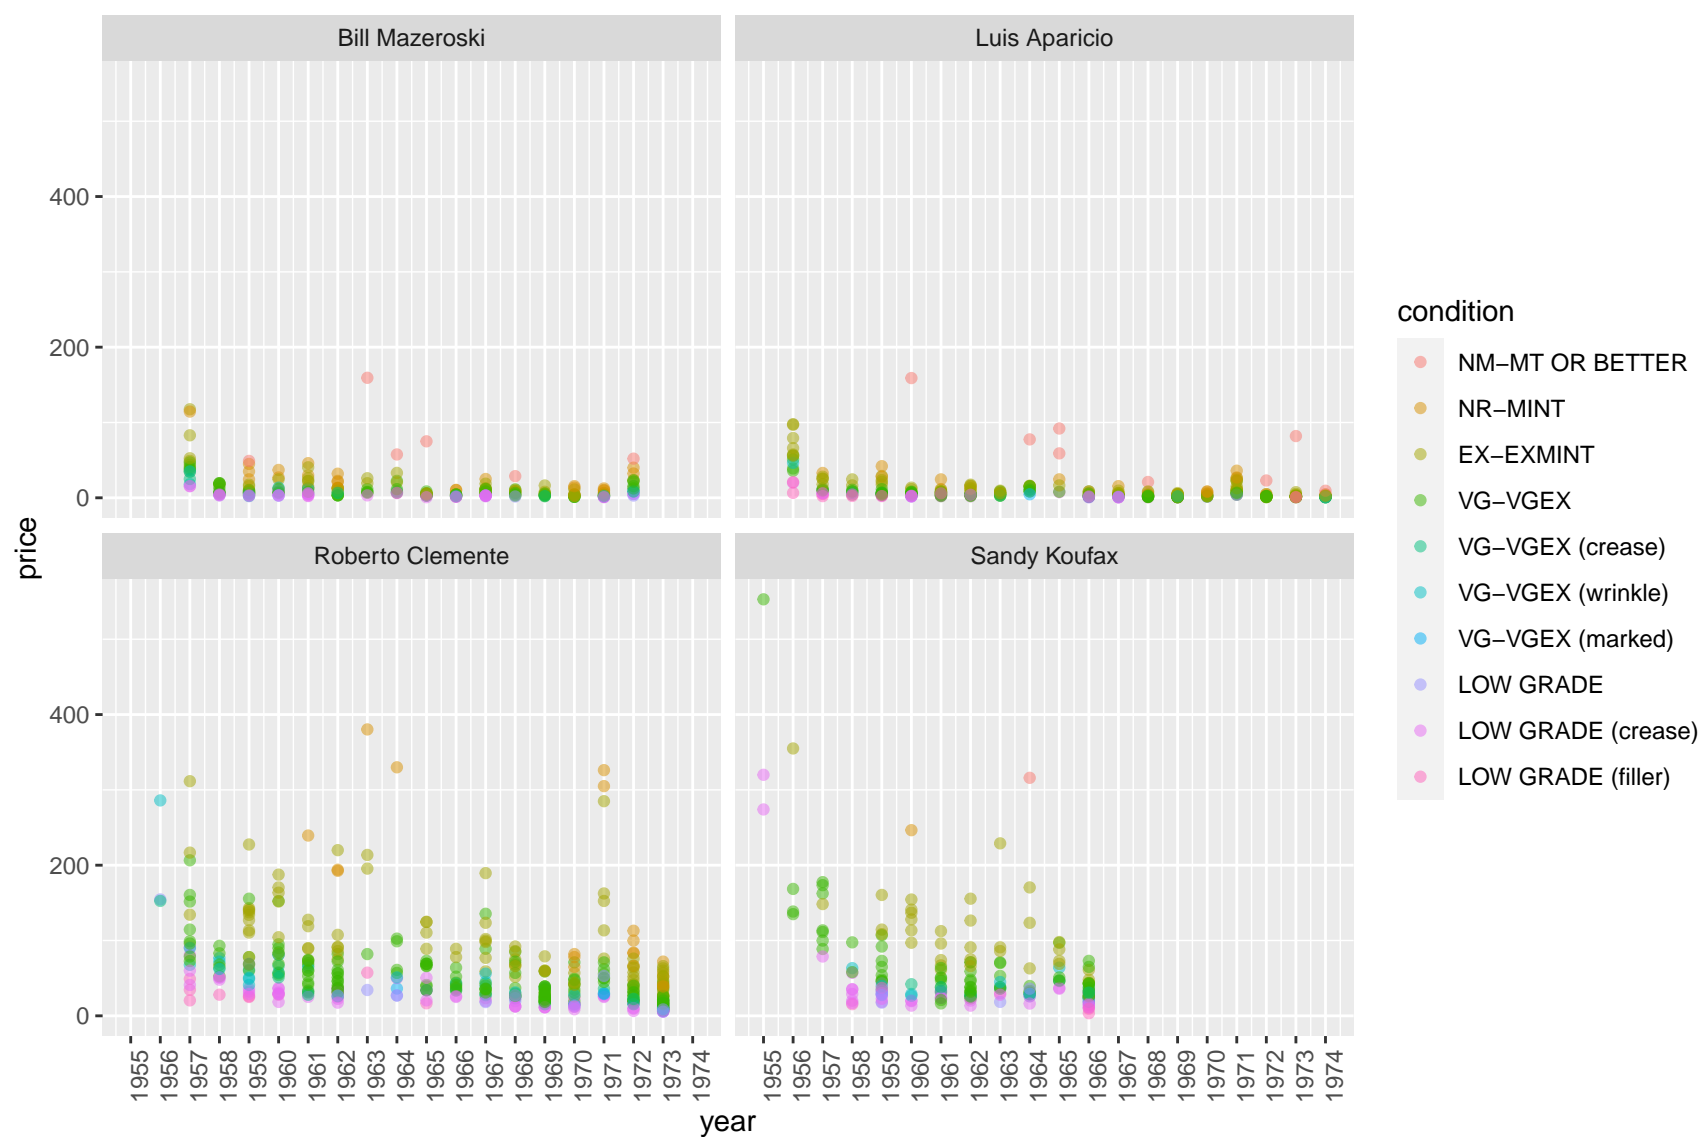 Bill Mazeroski
Luis Aparicio
400
200
0
Roberto Clemente
Sandy Koufax
400
200
0
price
1955
1956
1957
1958
1959
1960
1961
1962
1963
1964
1965
1966
1967
1968
1969
1970
1971
1972
1973
1974
1955
1956
1957
1958
1959
1960
1961
1962
1963
1964
1965
1966
1967
1968
1969
1970
1971
1972
1973
1974
year
condition
NM−MT OR BETTER
NR−MINT
EX−EXMINT
VG−VGEX
VG−VGEX (crease)
VG−VGEX (wrinkle)
VG−VGEX (marked)
LOW GRADE
LOW GRADE (crease)
LOW GRADE (filler)